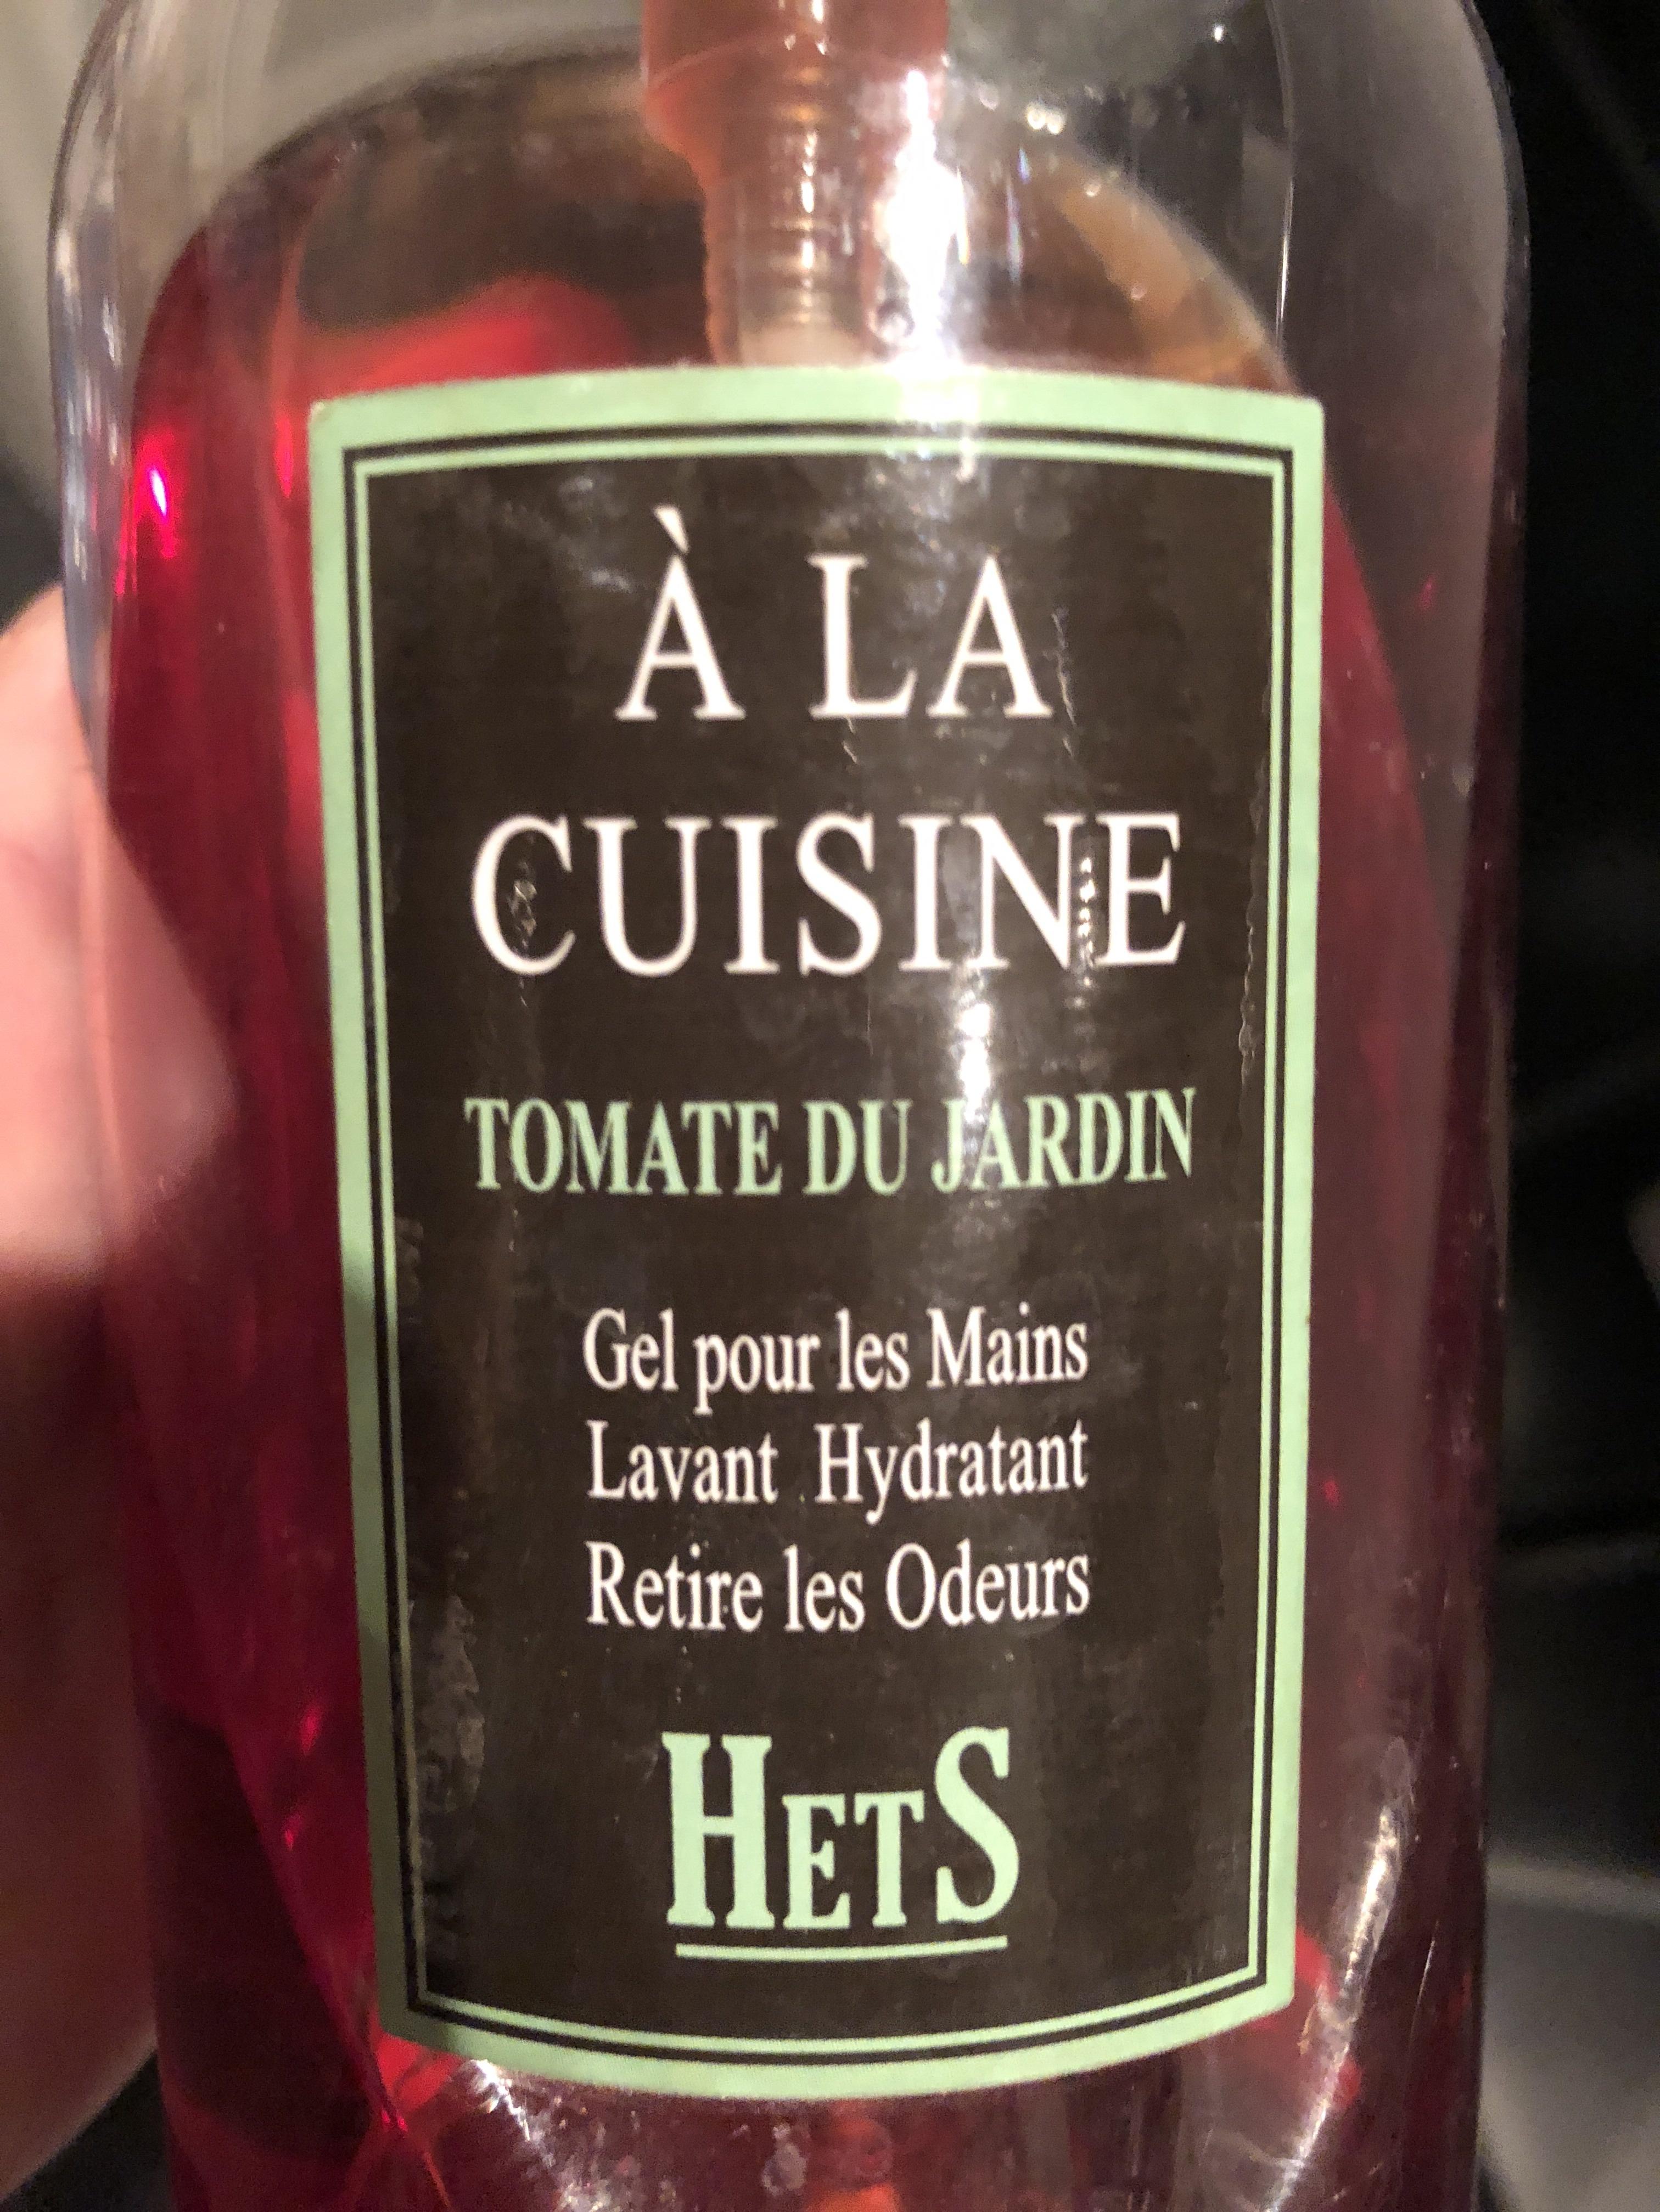 À LA
CUISINE
TOMATE DU JARDIN
Gel pour les Mains
Lavant Hydratant
Retire les Odeurs
HETS